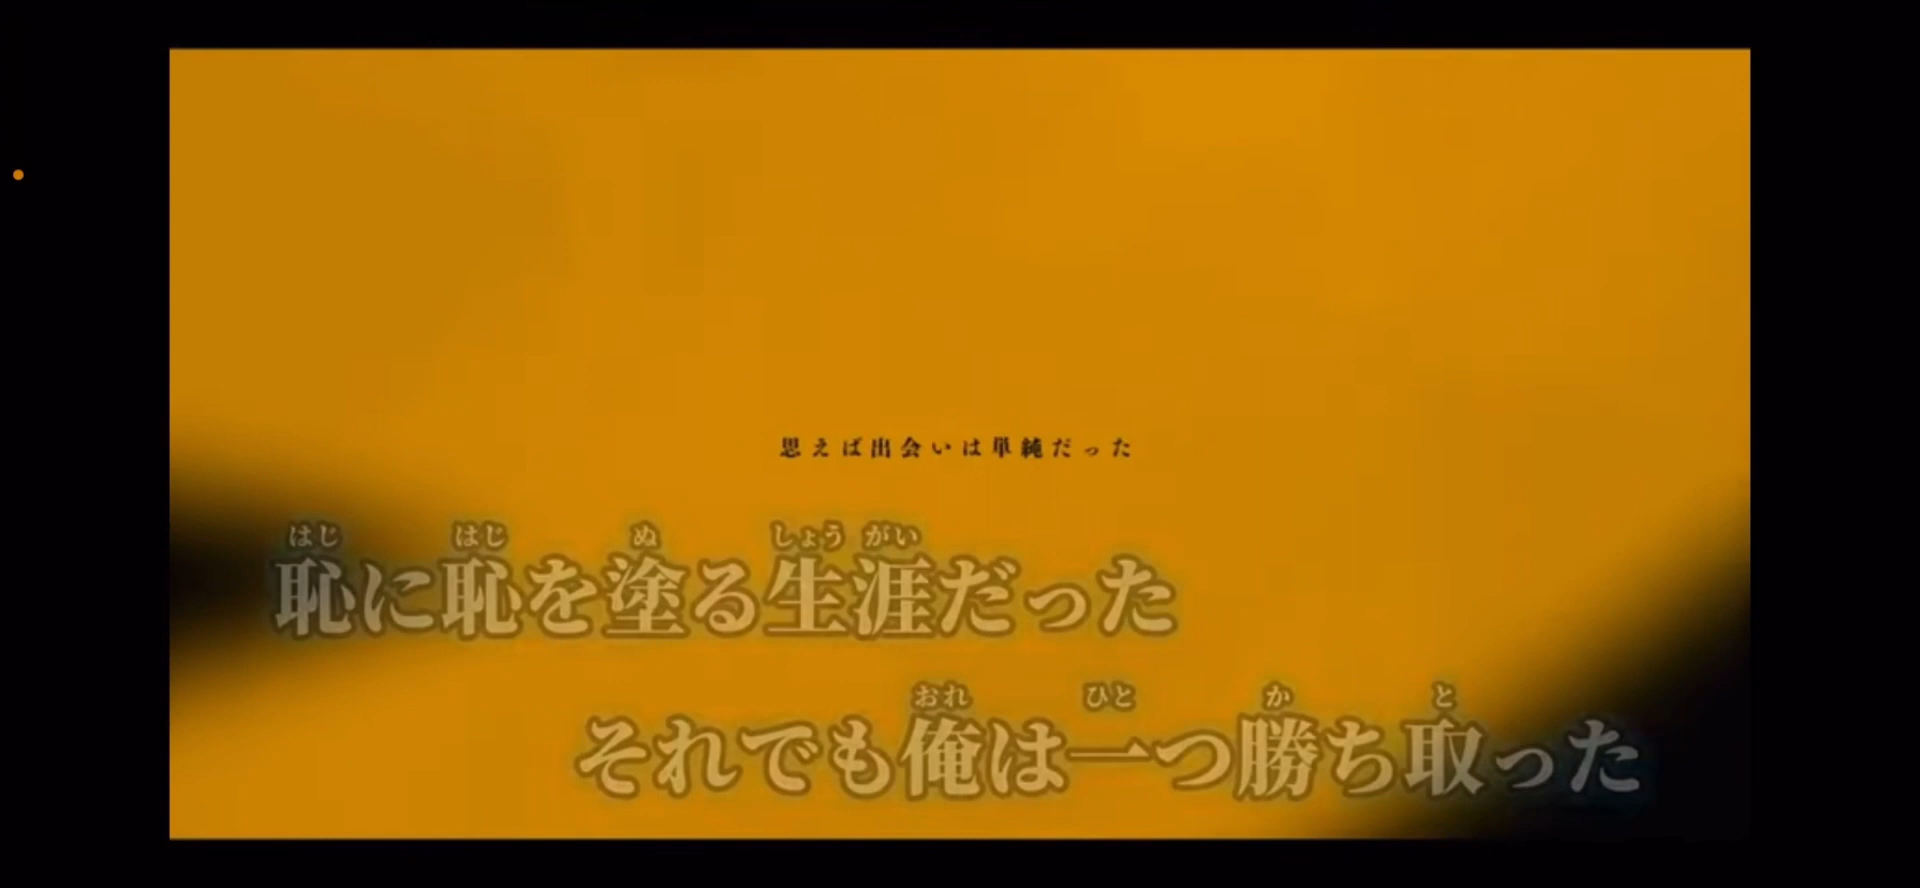 思えば出会いは単純だった
はじ はじ ぬ しょう がい
恥に恥を塗る生涯だった
おれ ひと か と
それでも俺は一つ勝ち取った